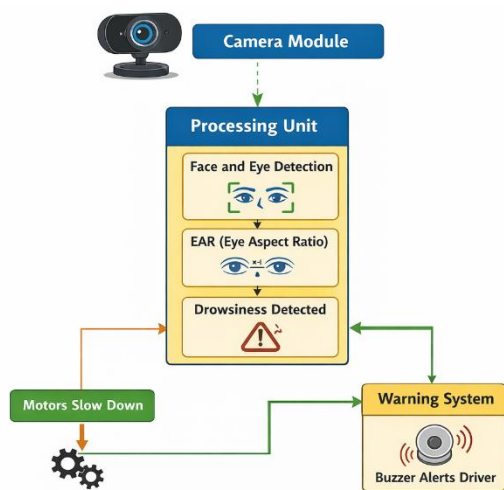 Camera Module
Processing Unit
Face and Eye Detection
EAR (Eye Aspect Ratio)
Drowsiness Detected
Motors Slow Down
Warning System
Buzzer Alerts Driver